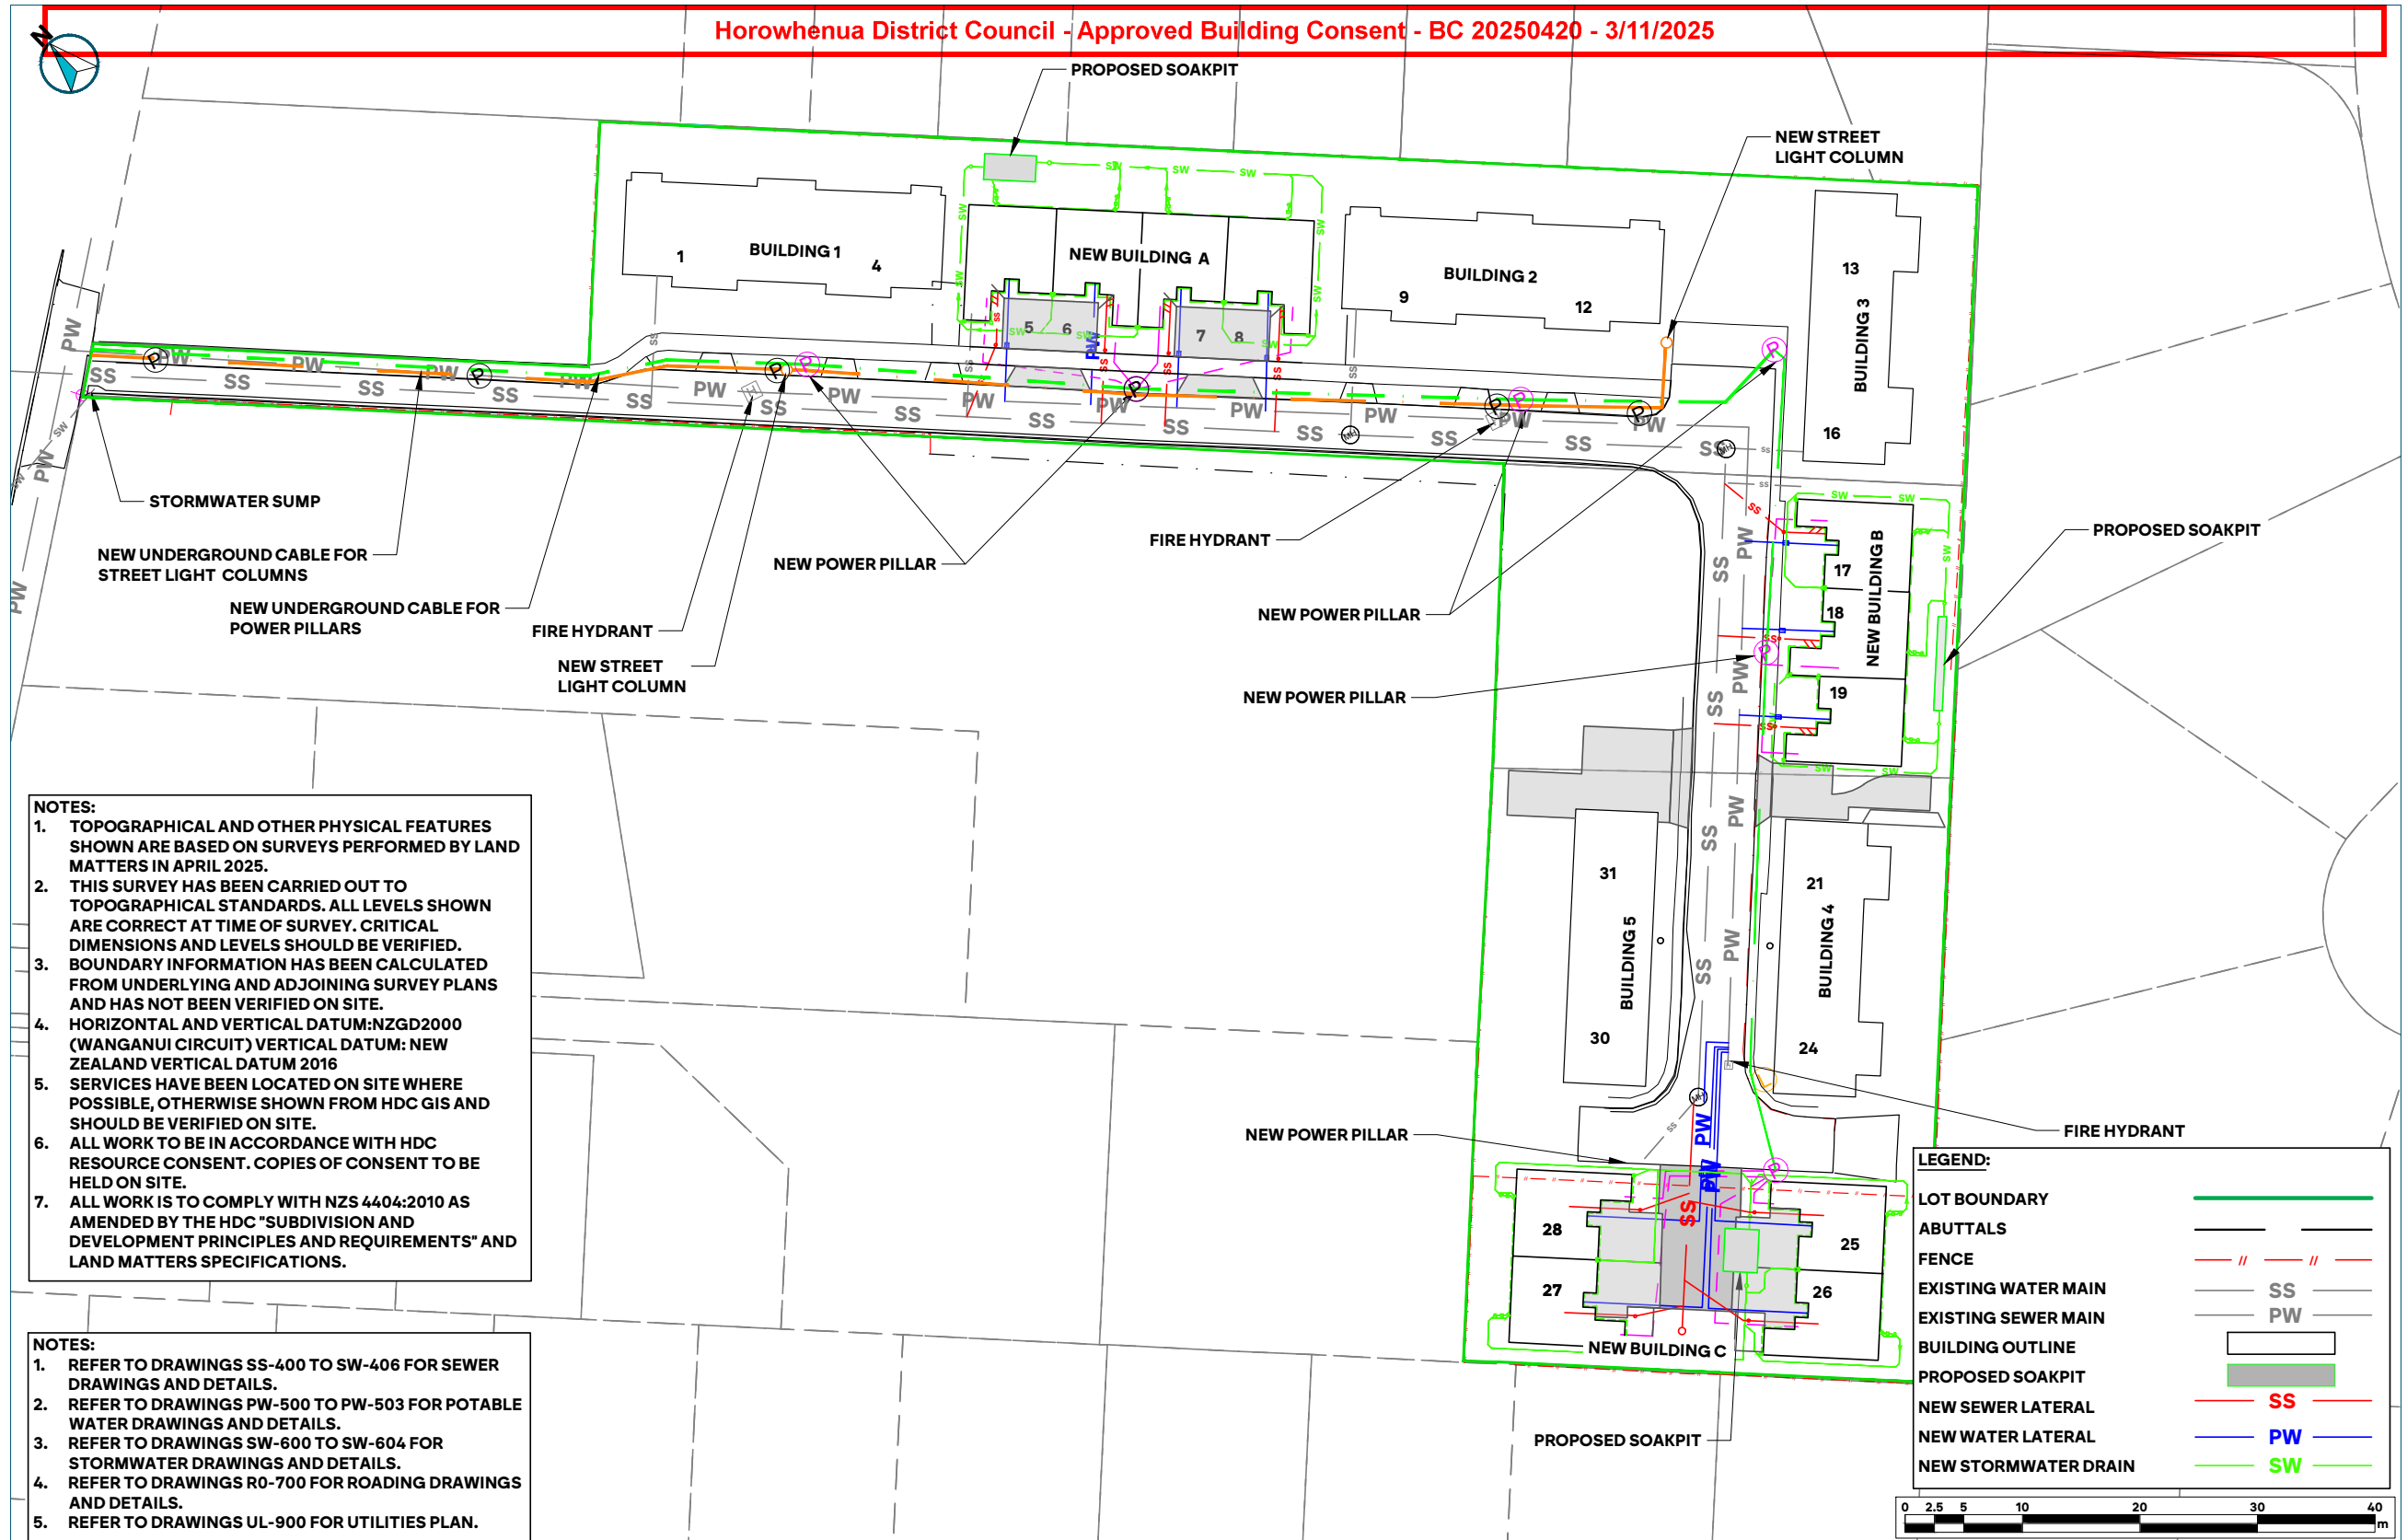 Horowhenua District Council - Approved Building Consent - BC 20250420 - 3/11/2025
N
PROPOSED SOAKPIT
NEW STREET
LIGHT COLUMN
BUILDING 1
1
4
NEW BUILDING A
5
6
7
8
BUILDING 2
9
12
13
BUILDING 3
16
STORMWATER SUMP
NEW UNDERGROUND CABLE FOR
STREET LIGHT COLUMNS
NEW UNDERGROUND CABLE FOR
POWER PILLARS
FIRE HYDRANT
NEW STREET
LIGHT COLUMN
NEW POWER PILLAR
FIRE HYDRANT
NEW POWER PILLAR
NEW POWER PILLAR
PROPOSED SOAKPIT
17
18
19
NEW BUILDING B
31
BUILDING 5
30
21
BUILDING 4
24
NEW POWER PILLAR
FIRE HYDRANT
28
27
25
26
NEW BUILDING C
PROPOSED SOAKPIT
SS
PW
SW
MH
P
H
NOTES:
1. TOPOGRAPHICAL AND OTHER PHYSICAL FEATURES
SHOWN ARE BASED ON SURVEYS PERFORMED BY LAND
MATTERS IN APRIL 2025.
2. THIS SURVEY HAS BEEN CARRIED OUT TO
TOPOGRAPHICAL STANDARDS. ALL LEVELS SHOWN
ARE CORRECT AT TIME OF SURVEY. CRITICAL
DIMENSIONS AND LEVELS SHOULD BE VERIFIED.
3. BOUNDARY INFORMATION HAS BEEN CALCULATED
FROM UNDERLYING AND ADJOINING SURVEY PLANS
AND HAS NOT BEEN VERIFIED ON SITE.
4. HORIZONTAL AND VERTICAL DATUM:NZGD2000
(WANGANUI CIRCUIT) VERTICAL DATUM: NEW
ZEALAND VERTICAL DATUM 2016
5. SERVICES HAVE BEEN LOCATED ON SITE WHERE
POSSIBLE, OTHERWISE SHOWN FROM HDC GIS AND
SHOULD BE VERIFIED ON SITE.
6. ALL WORK TO BE IN ACCORDANCE WITH HDC
RESOURCE CONSENT. COPIES OF CONSENT TO BE
HELD ON SITE.
7. ALL WORK IS TO COMPLY WITH NZS 4404:2010 AS
AMENDED BY THE HDC "SUBDIVISION AND
DEVELOPMENT PRINCIPLES AND REQUIREMENTS" AND
LAND MATTERS SPECIFICATIONS.
NOTES:
1. REFER TO DRAWINGS SS-400 TO SW-406 FOR SEWER
DRAWINGS AND DETAILS.
2. REFER TO DRAWINGS PW-500 TO PW-503 FOR POTABLE
WATER DRAWINGS AND DETAILS.
3. REFER TO DRAWINGS SW-600 TO SW-604 FOR
STORMWATER DRAWINGS AND DETAILS.
4. REFER TO DRAWINGS R0-700 FOR ROADING DRAWINGS
AND DETAILS.
5. REFER TO DRAWINGS UL-900 FOR UTILITIES PLAN.
LEGEND:
LOT BOUNDARY
ABUTTALS
FENCE
EXISTING WATER MAIN SS
EXISTING SEWER MAIN PW
BUILDING OUTLINE
PROPOSED SOAKPIT
NEW SEWER LATERAL SS
NEW WATER LATERAL PW
NEW STORMWATER DRAIN SW
0 2.5 5 10 20 30 40
m